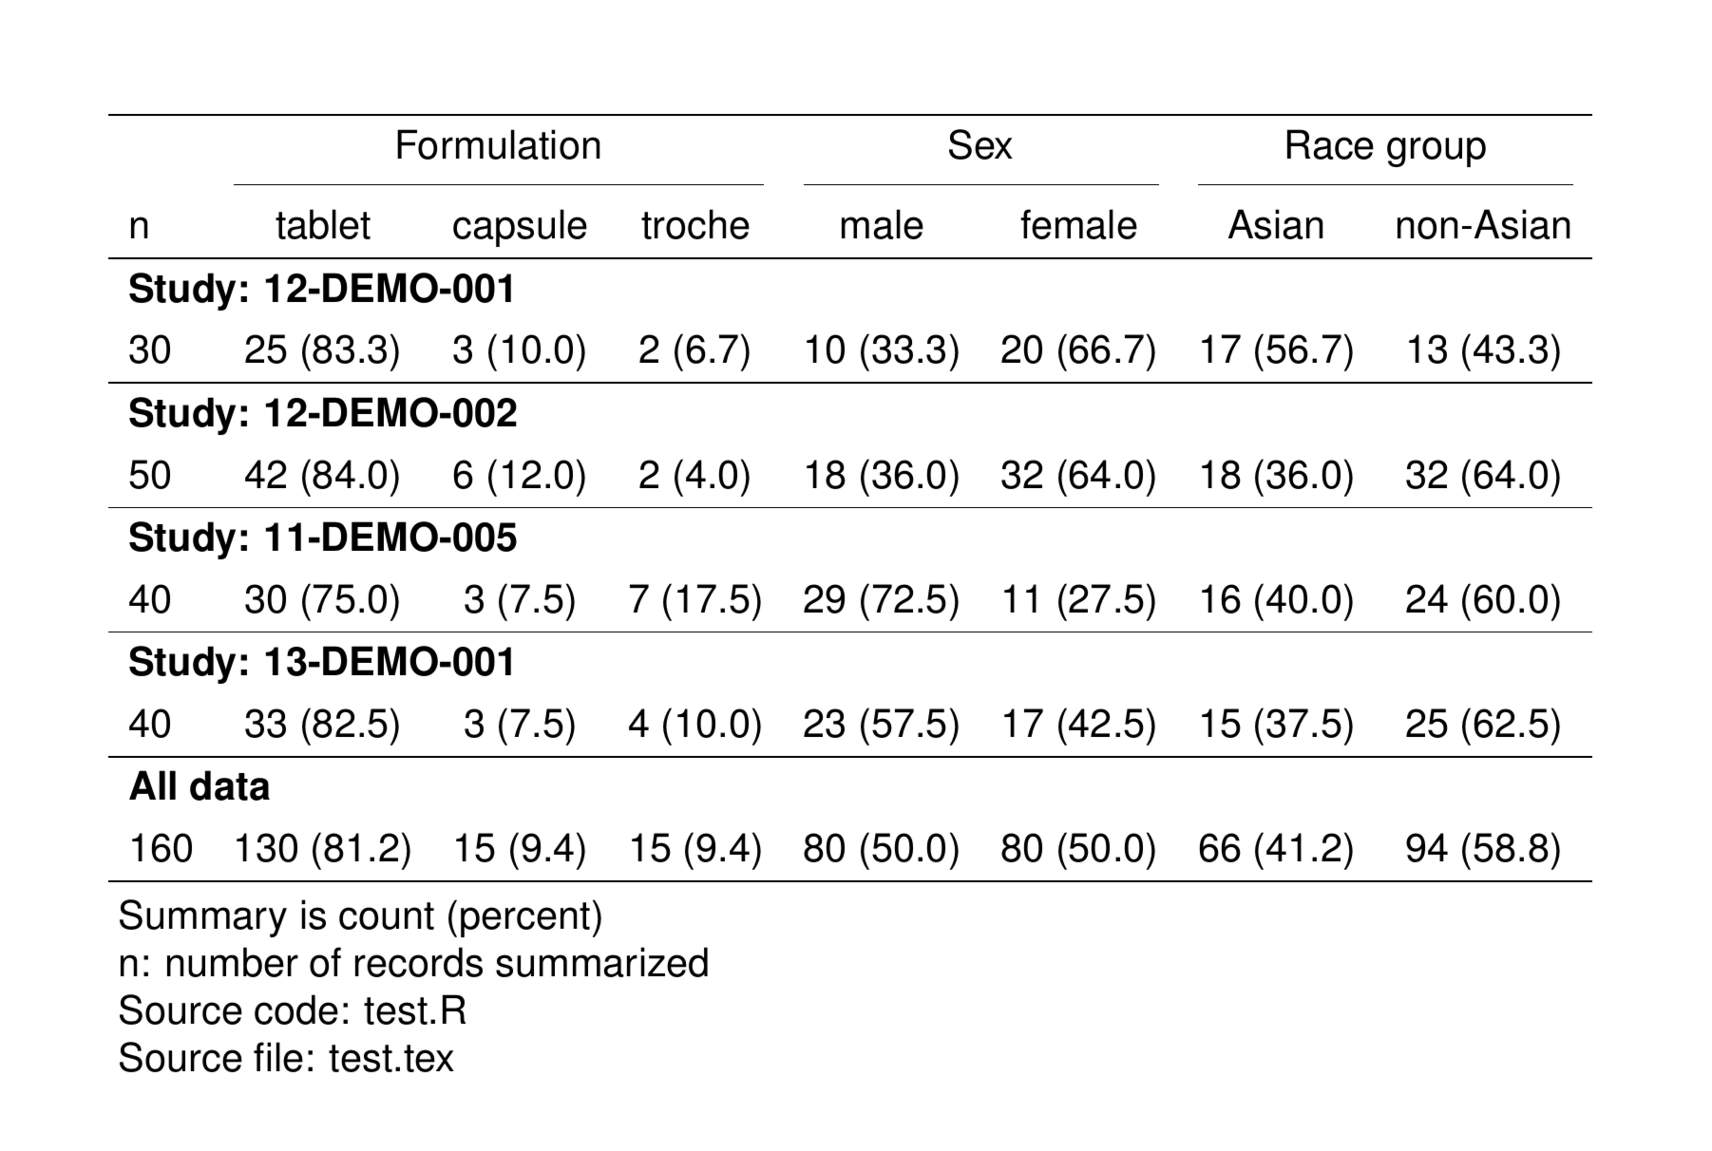 Formulation Sex Race group
n tablet capsule troche male female Asian non-Asian
Study: 12-DEMO-001
30 25 (83.3) 3 (10.0) 2 (6.7) 10 (33.3) 20 (66.7) 17 (56.7) 13 (43.3)
Study: 12-DEMO-002
50 42 (84.0) 6 (12.0) 2 (4.0) 18 (36.0) 32 (64.0) 18 (36.0) 32 (64.0)
Study: 11-DEMO-005
40 30 (75.0) 3 (7.5) 7 (17.5) 29 (72.5) 11 (27.5) 16 (40.0) 24 (60.0)
Study: 13-DEMO-001
40 33 (82.5) 3 (7.5) 4 (10.0) 23 (57.5) 17 (42.5) 15 (37.5) 25 (62.5)
All data
160 130 (81.2) 15 (9.4) 15 (9.4) 80 (50.0) 80 (50.0) 66 (41.2) 94 (58.8)
Summary is count (percent)
n: number of records summarized
Source code: test.R
Source file: test.tex